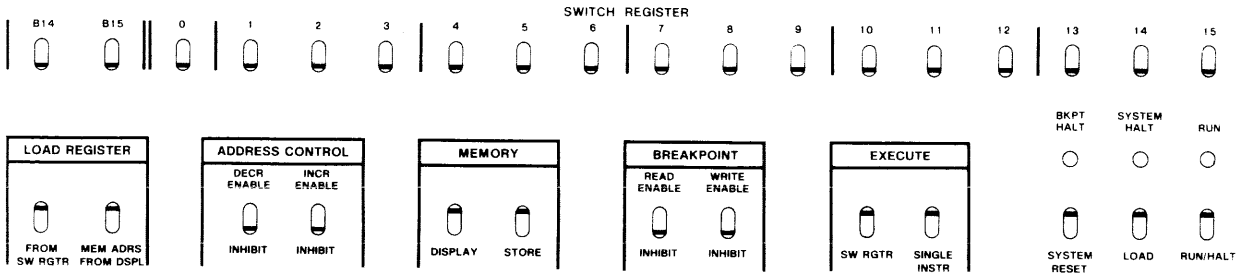 SWITCH REGISTER
B14 B15 0 1 2 3 4 5 6 7 8 9 10 11 12 13 14 15
BKPT HALT
SYSTEM HALT
RUN
LOAD REGISTER
FROM SW RGTR
MEM ADRS FROM DSPL
ADDRESS CONTROL
DECR ENABLE
INCR ENABLE
INHIBIT INHIBIT
MEMORY
DISPLAY STORE
BREAKPOINT
READ ENABLE
WRITE ENABLE
INHIBIT INHIBIT
EXECUTE
SW RGTR
SINGLE INSTR
SYSTEM RESET
LOAD
RUN/HALT